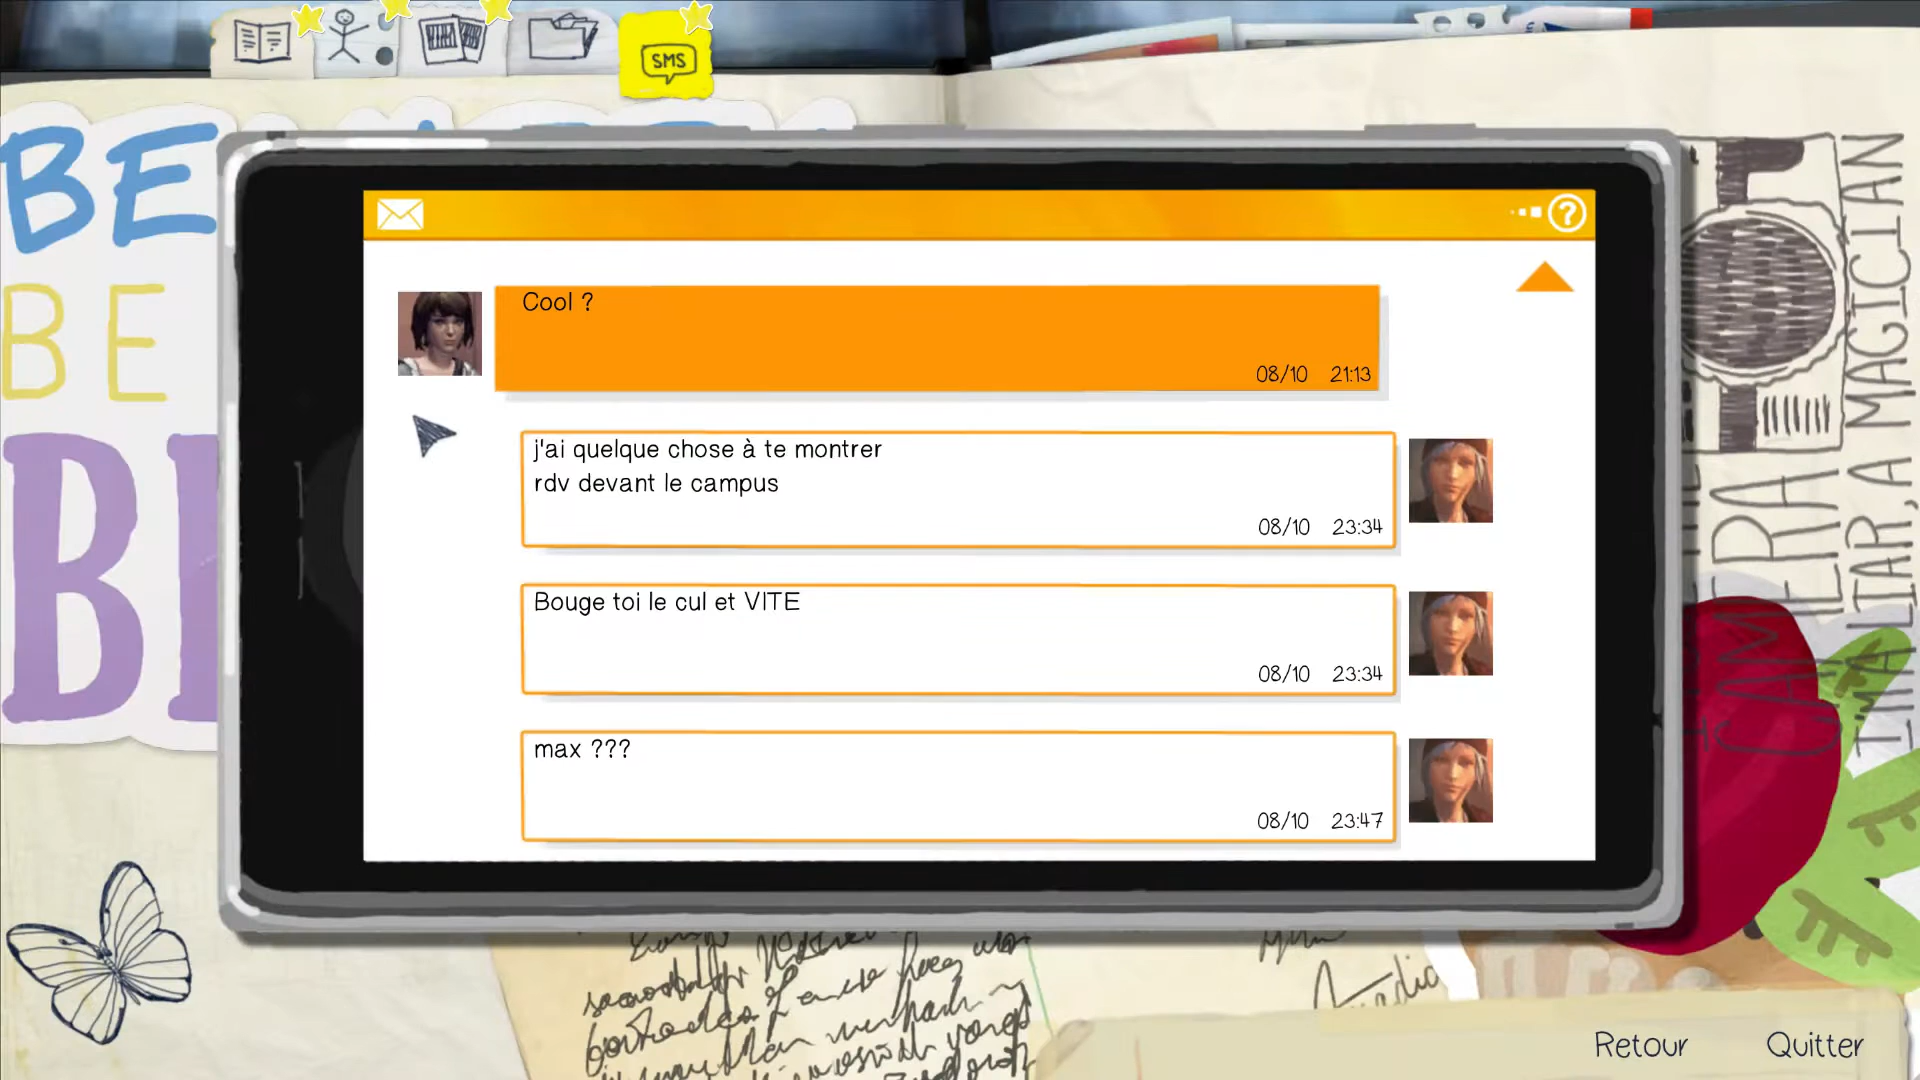 SMS
BE
BE
Cool ?
08/10 21:13
j'ai quelque chose à te montrer
rdv devant le campus
08/10 23:34
Bouge toi le cul et VITE
08/10 23:34
max ???
08/10 23:47
A MAGICIAN
Retour Quitter